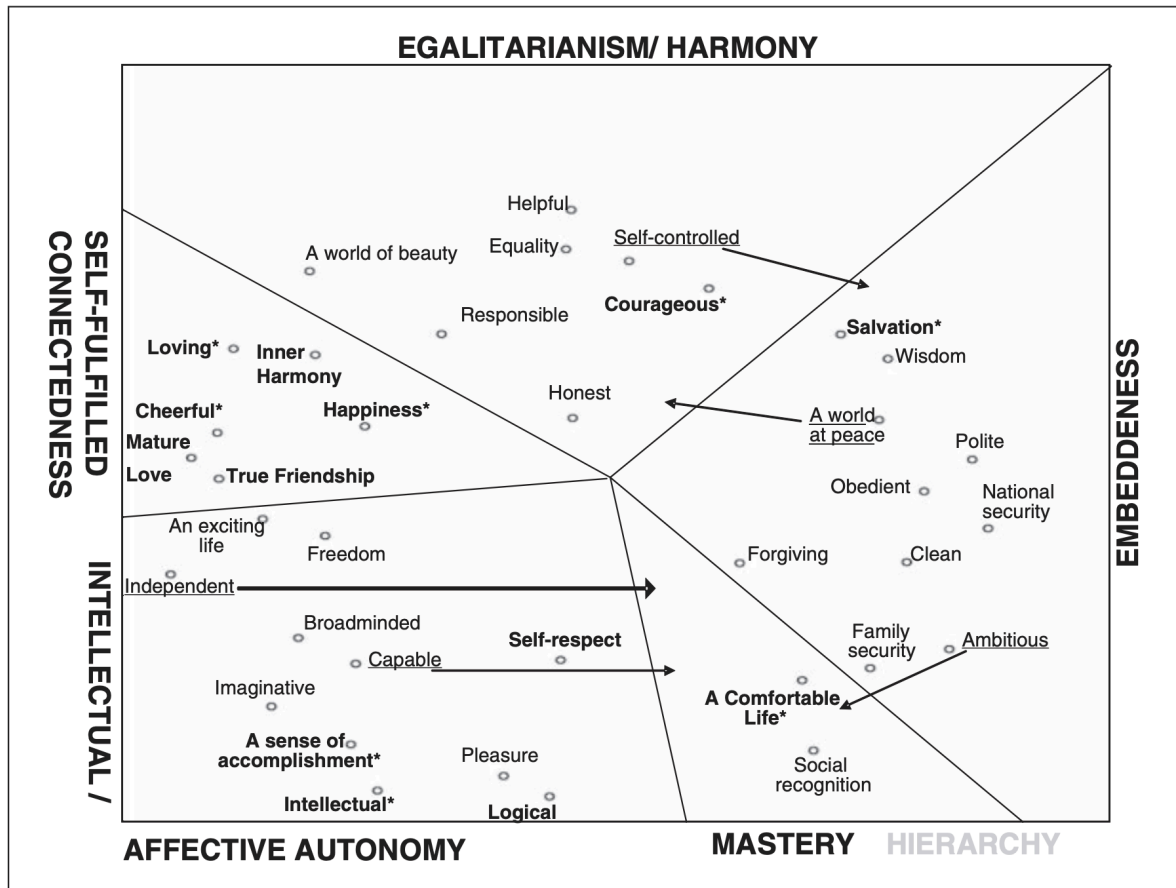 EGALITARIANISM/ HARMONY
Helpful
Equality
Self-controlled
A world of beauty
Courageous*
Responsible
Salvation*
Wisdom
Loving*
Inner
Harmony
Honest
Cheerful*
Happiness*
A world
at peace
Mature
Love
True Friendship
Polite
Obedient
National
security
SELF-FULFILLED
CONNECTEDNESS
EMBEDDENESS
An exciting
life
Freedom
Forgiving
Clean
Independent
Broadminded
Self-respect
Capable
Family
security
Ambitious
Imaginative
A Comfortable
Life*
A sense of
accomplishment*
Pleasure
Social
recognition
Intellectual*
Logical
INTELLECTUAL /
AFFECTIVE AUTONOMY
MASTERY
HIERARCHY